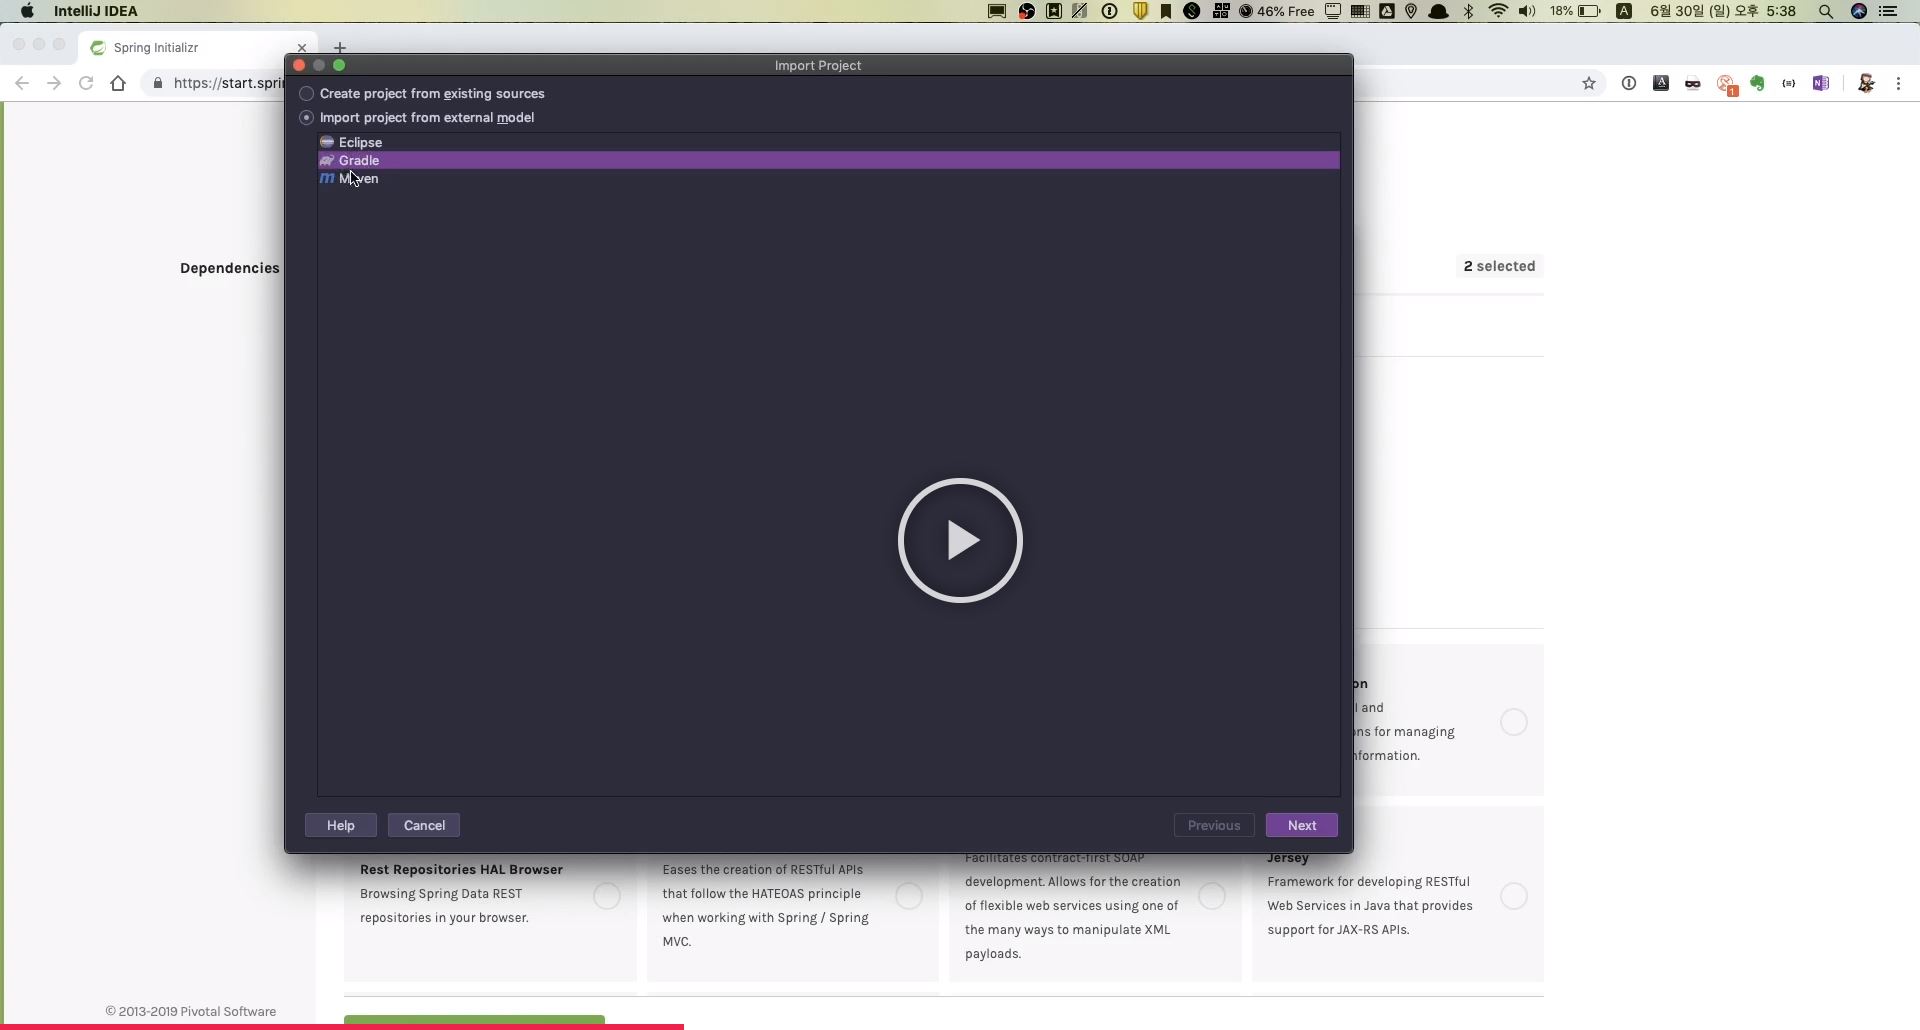 IntelliJ IDEA
46% Free
18%
A
6월 30일 (일) 오후 5:38
Spring Initializr
https://start.spri
1
Import Project
Create project from existing sources
Import project from external model
Eclipse
Gradle
Maven
Dependencies
2 selected
on
l and
ns for managing
formation.
Help
Cancel
Previous
Next
Rest Repositories HAL Browser
Browsing Spring Data REST
repositories in your browser.
Eases the creation of RESTful APIs
that follow the HATEOAS principle
when working with Spring / Spring
MVC.
Facilitates contract-first SOAP
development. Allows for the creation
of flexible web services using one of
the many ways to manipulate XML
payloads.
Jersey
Framework for developing RESTful
Web Services in Java that provides
support for JAX-RS APIs.
© 2013-2019 Pivotal Software